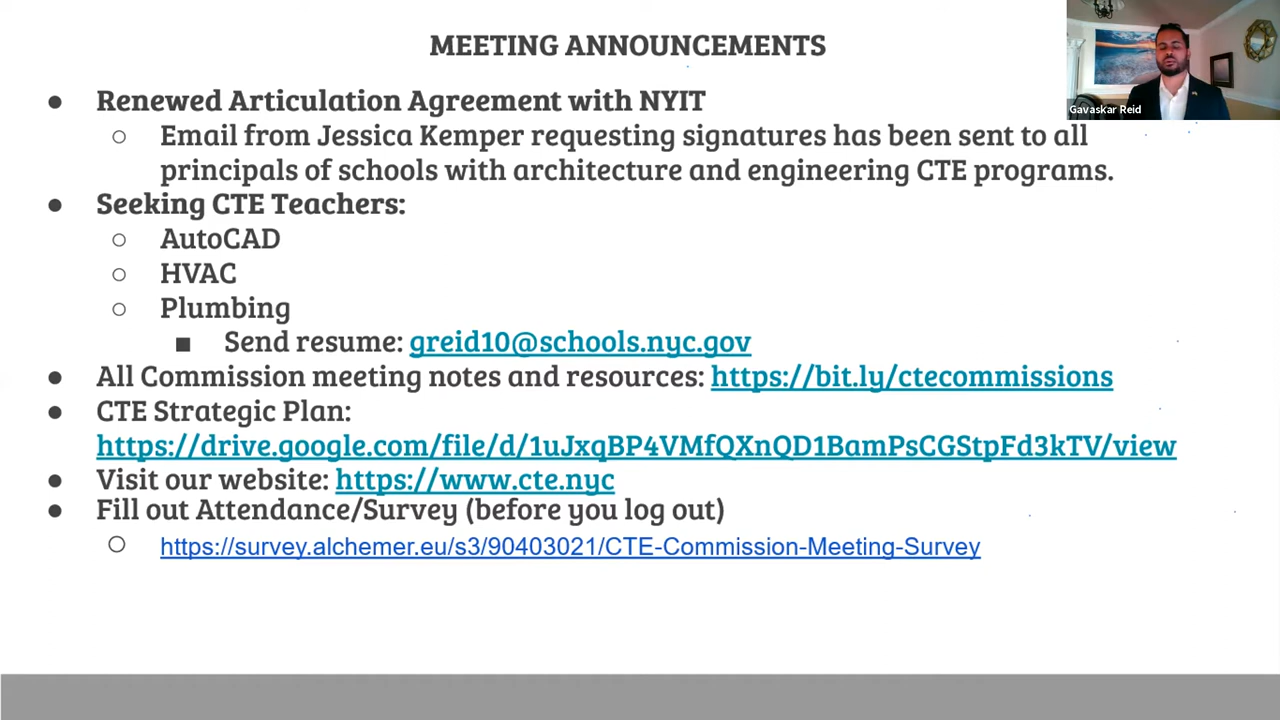 MEETING ANNOUNCEMENTS
Gavaskar Reid
● Renewed Articulation Agreement with NYIT
○ Email from Jessica Kemper requesting signatures has been sent to all
principals of schools with architecture and engineering CTE programs.
● Seeking CTE Teachers:
○ AutoCAD
○ HVAC
○ Plumbing
■ Send resume: greid10@schools.nyc.gov
● All Commission meeting notes and resources: https://bit.ly/ctecommissions
● CTE Strategic Plan:
https://drive.google.com/file/d/1uJxqBP4VMfQXnQD1BamPsCGStpFd3kTV/view
● Visit our website: https://www.cte.nyc
● Fill out Attendance/Survey (before you log out)
○ https://survey.alchemer.eu/s3/90403021/CTE-Commission-Meeting-Survey